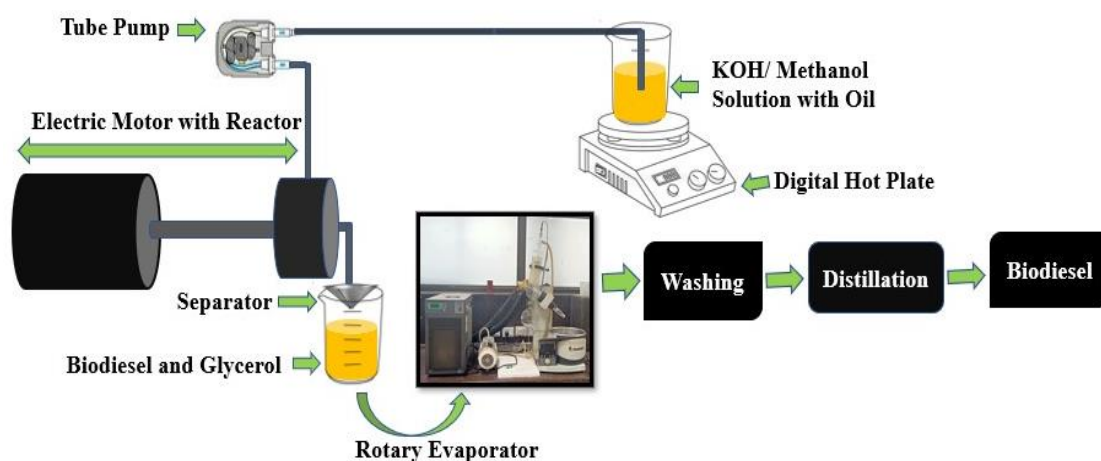 Tube Pump
KOH/ Methanol
Solution with Oil
Electric Motor with Reactor
Digital Hot Plate
Separator
Washing
Distillation
Biodiesel
Biodiesel and Glycerol
Rotary Evaporator